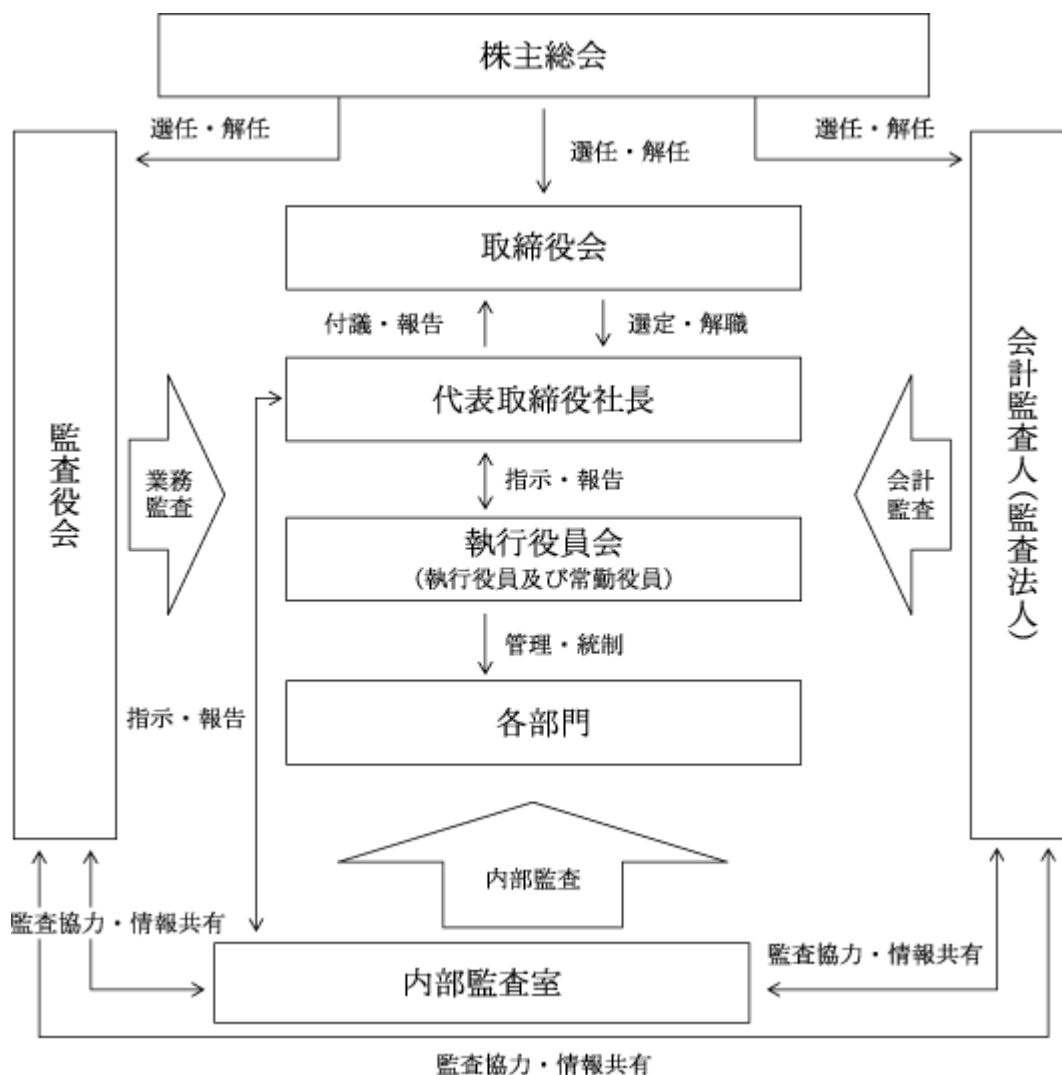 株主総会
選任・解任
選任・解任
選任・解任
取締役会
付議・報告
選定・解職
代表取締役社長
監査役会
業務
監査
会計
監査
会計監査人(監査法人)
指示・報告
執行役員会
(執行役員及び常勤役員)
管理・統制
指示・報告
各部門
内部監査
監査協力・情報共有
監査協力・情報共有
内部監査室
監査協力・情報共有